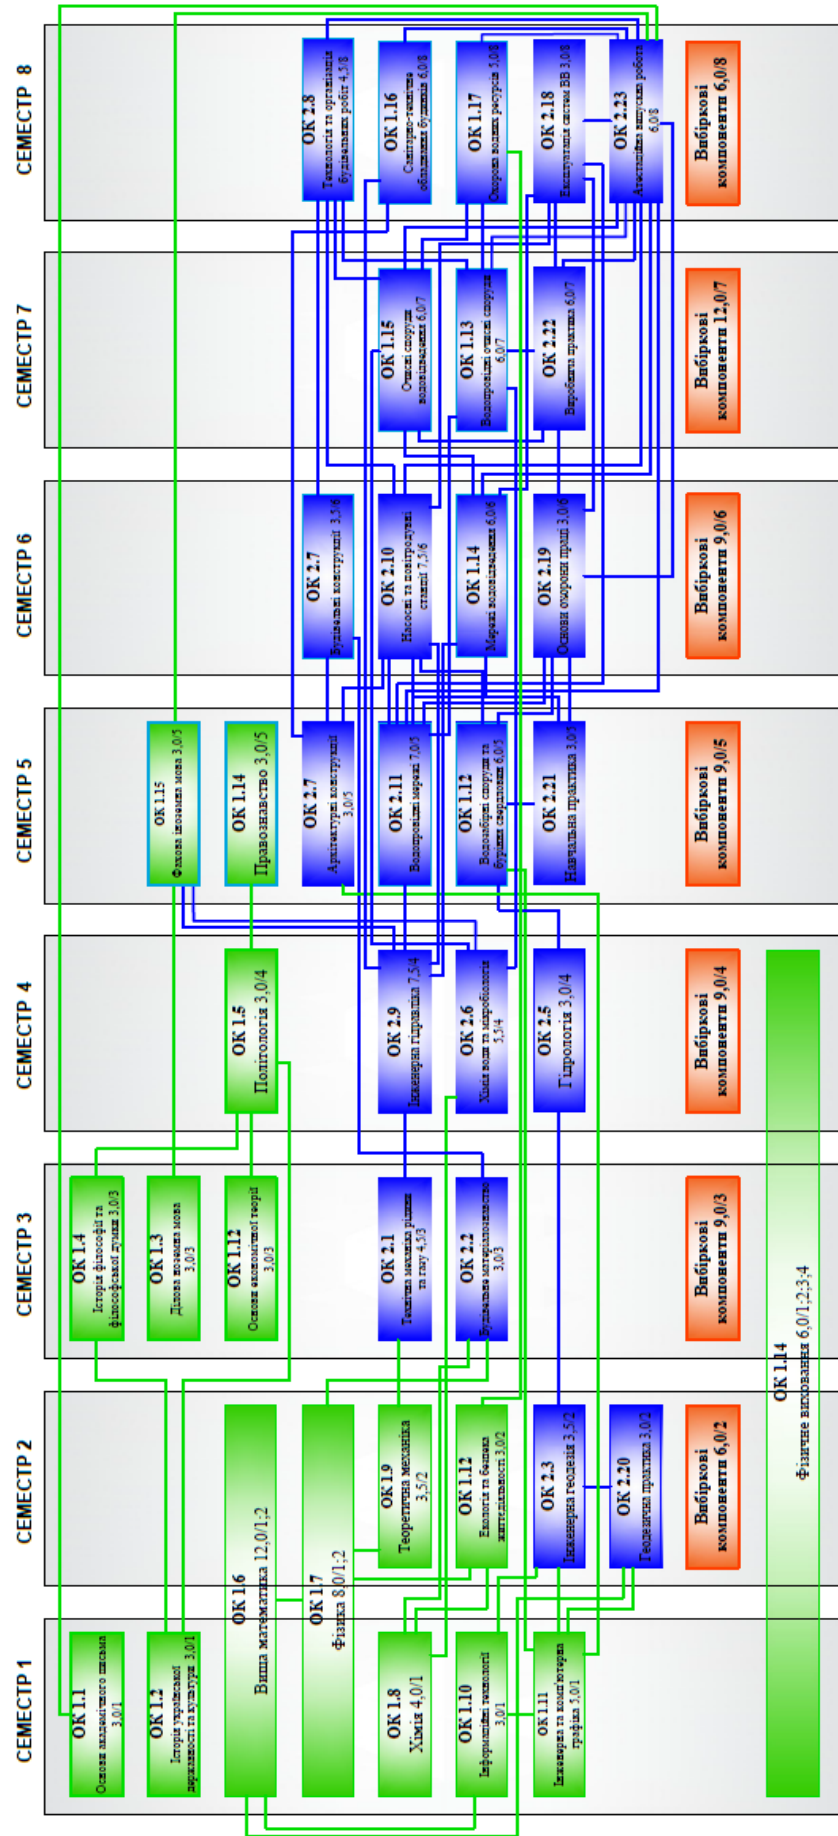 СЕМЕСТР 1
ОК 1.1
Основи академічного письма
3,0/1
ОК 1.2
Історія української
державності та культури 3,0/1
ОК 1.6
Вища математика 12,0/1;2
ОК 1.7
Фізика 8,0/1;2
ОК 1.8
Хімія 4,0/1
ОК 1.10
Інформаційні технології
3,0/1
ОК 1.11
Інженерна та комп'ютерна
графіка 5,0/1
ОК 1.14
Фізичне виховання 6,0/1;2;3;4
СЕМЕСТР 2
ОК 1.9
Теоретична механіка
3,5/2
ОК 1.12
Екологія та безпека
життєдіяльності 3,0/2
ОК 2.3
Інженерна геодезія 3,5/2
ОК 2.20
Геодезична практика 3,0/2
Вибіркові
компоненти 6,0/2
СЕМЕСТР 3
ОК 1.4
Історія філософії та
філософської думки 3,0/3
ОК 1.3
Ділова іноземна мова
3,0/3
ОК 1.12
Основи економічної теорії
3,0/3
ОК 2.1
Технічна механіка рідини
та газу 4,5/3
ОК 2.2
Будівельне матеріалознавство
3,0/3
Вибіркові
компоненти 9,0/3
СЕМЕСТР 4
ОК 1.5
Політологія 3,0/4
ОК 2.9
Інженерна гідравліка 7,5/4
ОК 2.6
Хімія води та мікробіологія
5,5/4
ОК 2.5
Гідрологія 3,0/4
Вибіркові
компоненти 9,0/4
СЕМЕСТР 5
ОК 1.15
Фахова іноземна мова 3,0/5
ОК 1.14
Правознавство 3,0/5
ОК 2.7
Архітектурні конструкції
3,0/5
ОК 2.11
Водопровідні мережі 7,0/5
ОК 1.12
Водозабірні споруди та
буріння свердловин 6,0/5
ОК 2.21
Навчальна практика 3,0/5
Вибіркові
компоненти 9,0/5
СЕМЕСТР 6
ОК 2.7
Будівельні конструкції 3,5/6
ОК 2.10
Насосні та повітродувні
станції 7,5/6
ОК 1.14
Мережі водовідведення 6,0/6
ОК 2.19
Основи охорони праці 3,0/6
Вибіркові
компоненти 9,0/6
СЕМЕСТР 7
ОК 1.15
Очисні споруди
водовідведення 6,0/7
ОК 1.13
Водопровідні очисні споруди
6,0/7
ОК 2.22
Виробнича практика 6,0/7
Вибіркові
компоненти 12,0/7
СЕМЕСТР 8
ОК 2.8
Технологія та організація
будівельних робіт 4,5/8
ОК 1.16
Санітарно-технічне
обладнання будинків 6,0/8
ОК 1.17
Охорона водних ресурсів 5,0/8
ОК 2.18
Експлуатація систем ВВ 3,0/8
ОК 2.23
Атестаційна випускна робота
6,0/8
Вибіркові
компоненти 6,0/8